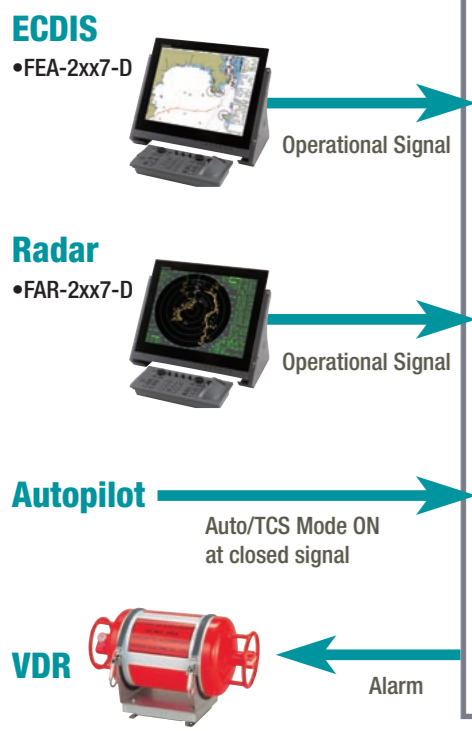 ECDIS
•FEA-2xx7-D
Operational Signal
Radar
•FAR-2xx7-D
Operational Signal
Autopilot
Auto/TCS Mode ON
at closed signal
VDR
Alarm